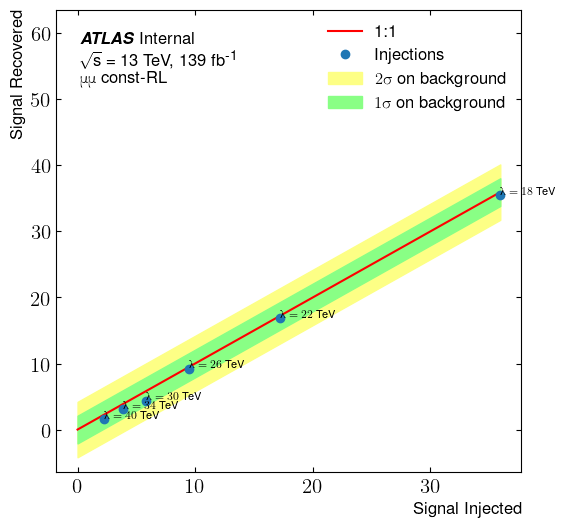 ATLAS Internal
√s = 13 TeV, 139 fb⁻¹
μμ const-RL
1:1
Injections
2σ on background
1σ on background
Signal Recovered
60
50
40
30
20
10
0
λ = 18 TeV
λ = 22 TeV
λ = 26 TeV
λ = 30 TeV
λ = 34 TeV
λ = 40 TeV
0
10
20
30
Signal Injected